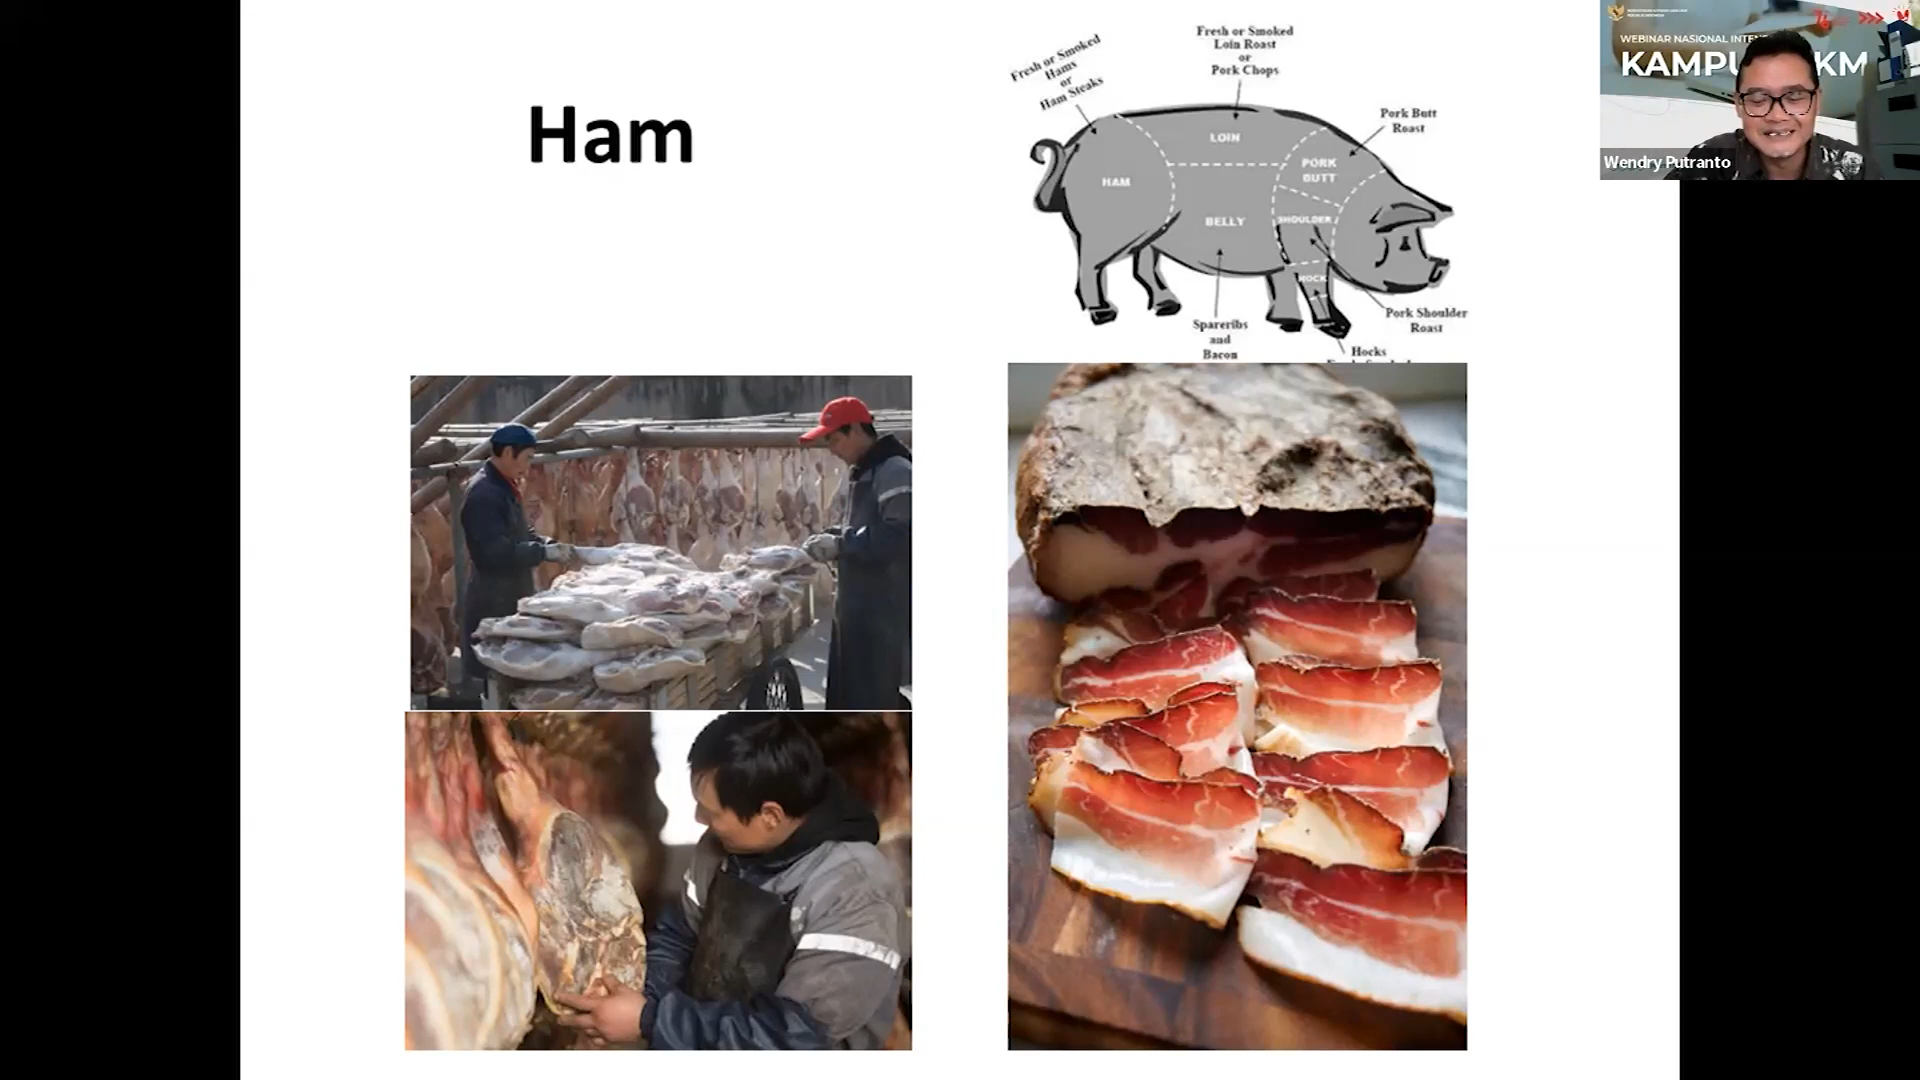 Ham
Fresh or Smoked
Hams
or
Ham Steaks
Fresh or Smoked
Loin Roast
or
Pork Chops
Pork Butt
Roast
LOIN
HAM
PORK
BUTT
BELLY
SHOULDER
HOCK
Spareribs
and
Bacon
Pork Shoulder
Roast
Hocks
WEBINAR NASIONAL
KAMPU KM
Wendry Putranto